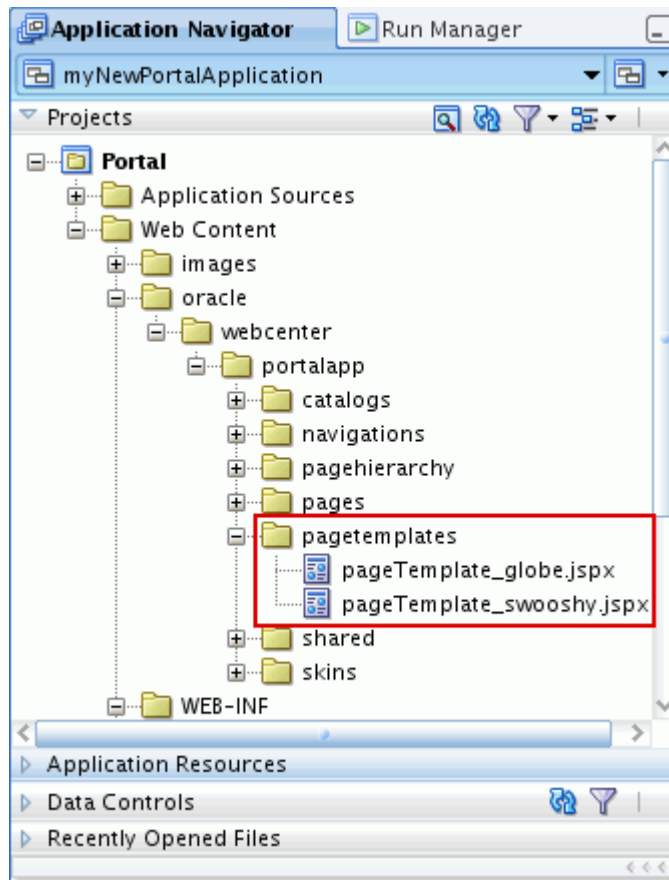 Application Navigator Run Manager
myNewPortalApplication
Projects
Portal
Application Sources
Web Content
images
oracle
webcenter
portalapp
catalogs
navigations
pagehierarchy
pages
pagetemplates
pageTemplate_globe.jspx
pageTemplate_swooshy.jspx
shared
skins
WEB-INF
Application Resources
Data Controls
Recently Opened Files